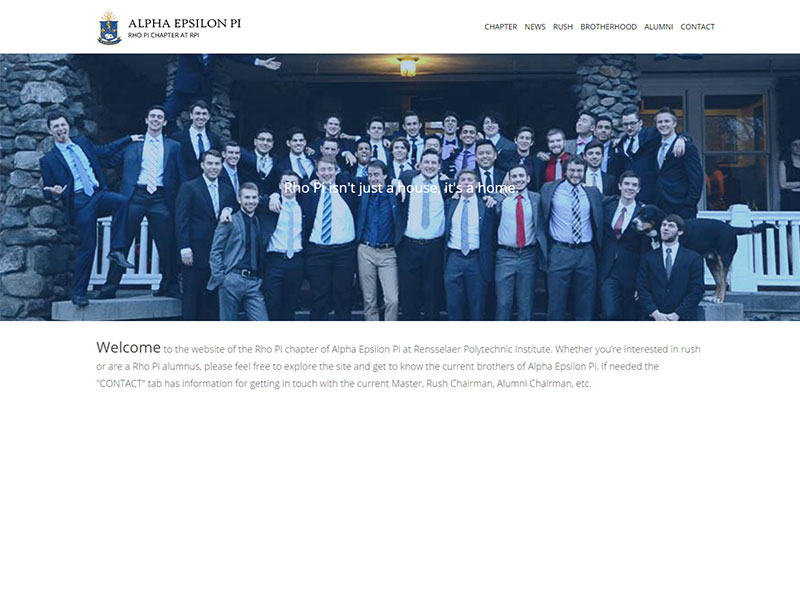 ALPHA EPSILON PI
RHO PI CHAPTER AT RPI
CHAPTER NEWS RUSH BROTHERHOOD ALUMNI CONTACT
Rho Pi isn't just a house, it's a home.
Welcome to the website of the Rho Pi chapter of Alpha Epsilon Pi at Rensselaer Polytechnic Institute. Whether you're interested in rush
or are a Rho Pi alumnus, please feel free to explore the site and get to know the current brothers of Alpha Epsilon Pi. If needed the
"CONTACT" tab has information for getting in touch with the current Master, Rush Chairman, Alumni Chairman, etc.